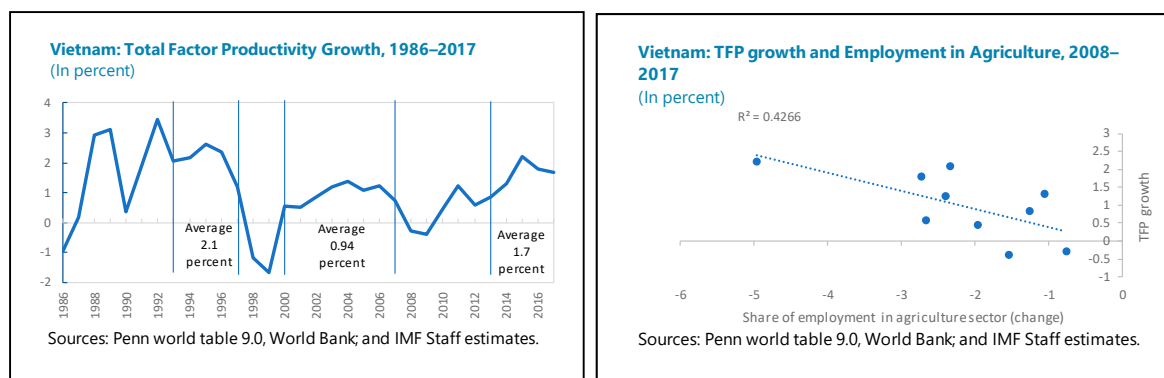 Vietnam: Total Factor Productivity Growth, 1986–2017
(In percent)
4
3
2
1
0
-1
-2
Average
2.1
percent
Average
0.94
percent
Average
1.7
percent
1986
1988
1990
1992
1994
1996
1998
2000
2002
2004
2006
2008
2010
2012
2014
2016
Sources: Penn world table 9.0, World Bank; and IMF Staff estimates.
Vietnam: TFP growth and Employment in Agriculture, 2008–
2017
(In percent)
R² = 0.4266
3
2.5
2
1.5
1
0.5
0
-0.5
-1
TFP growth
-6
-5
-4
-3
-2
-1
0
Share of employment in agriculture sector (change)
Sources: Penn world table 9.0, World Bank; and IMF Staff estimates.